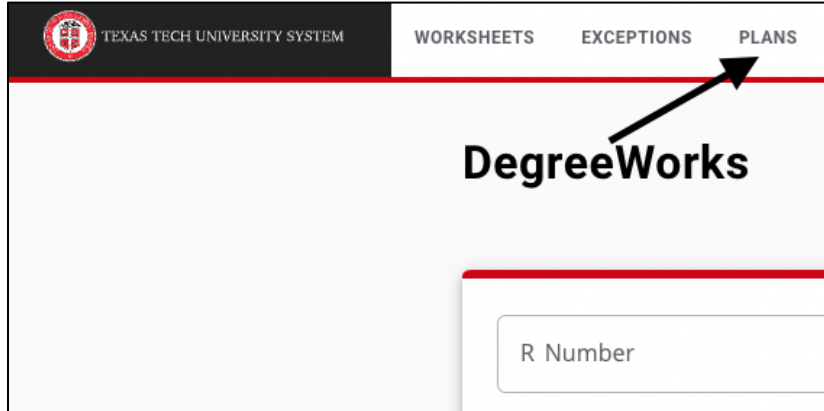 TEXAS TECH UNIVERSITY SYSTEM WORKSHEETS EXCEPTIONS PLANS
DegreeWorks
R Number